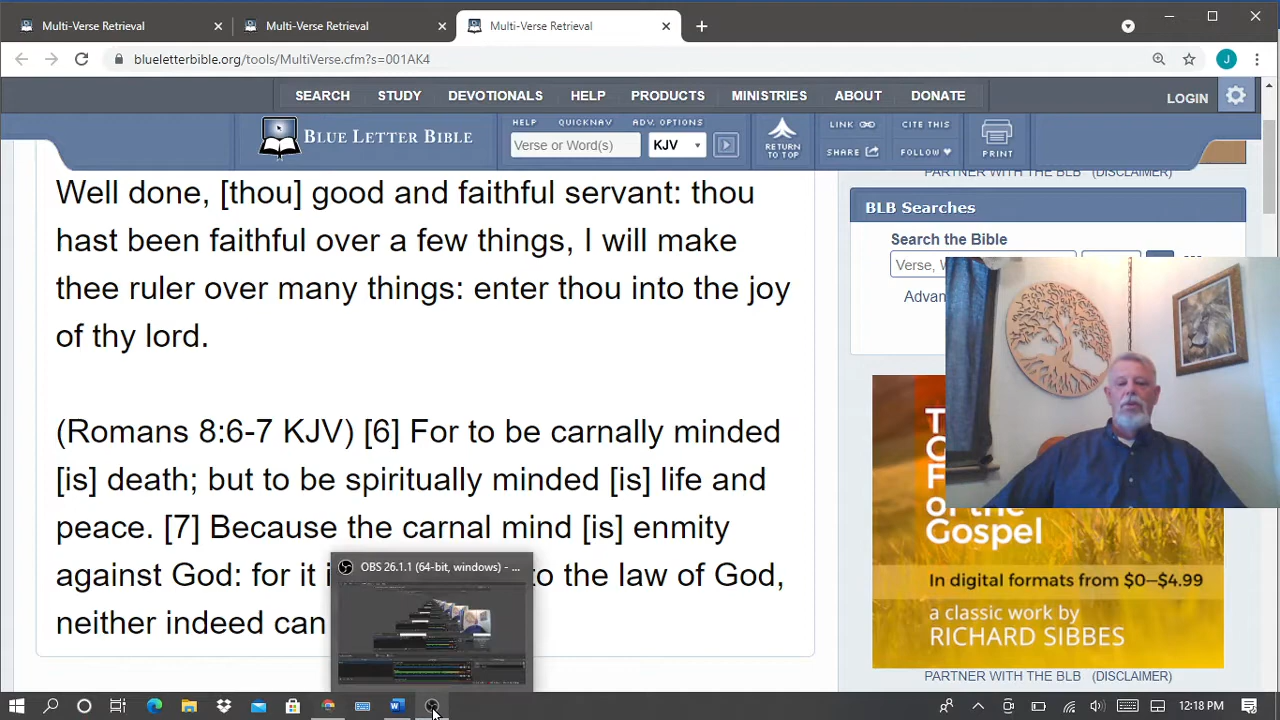 Multi-Verse Retrieval
Multi-Verse Retrieval
Multi-Verse Retrieval
blueletterbible.org/tools/MultiVerse.cfm?s=001AK4
J
SEARCH STUDY DEVOTIONALS HELP PRODUCTS MINISTRIES ABOUT DONATE
LOGIN
BLUE LETTER BIBLE
HELP QUICKNAV ADV. OPTIONS
Verse or Word(s) KJV
RETURN
TO TOP
LINK CITE THIS
SHARE FOLLOW
PRINT
Well done, [thou] good and faithful servant: thou
hast been faithful over a few things, I will make
thee ruler over many things: enter thou into the joy
of thy lord.
(Romans 8:6-7 KJV) [6] For to be carnally minded
[is] death; but to be spiritually minded [is] life and
peace. [7] Because the carnal mind [is] enmity
against God: for it to the law of God,
neither indeed can
OBS 26.1.1 (64-bit, windows) - ...
PARTNER WITH THE BLB (DISCLAIMER)
BLB Searches
Search the Bible
Verse,
of the
Gospel
In digital formats from $0–$4.99
a classic work by
RICHARD SIBBES
PARTNER WITH THE BLB (DISCLAIMER)
12:18 PM